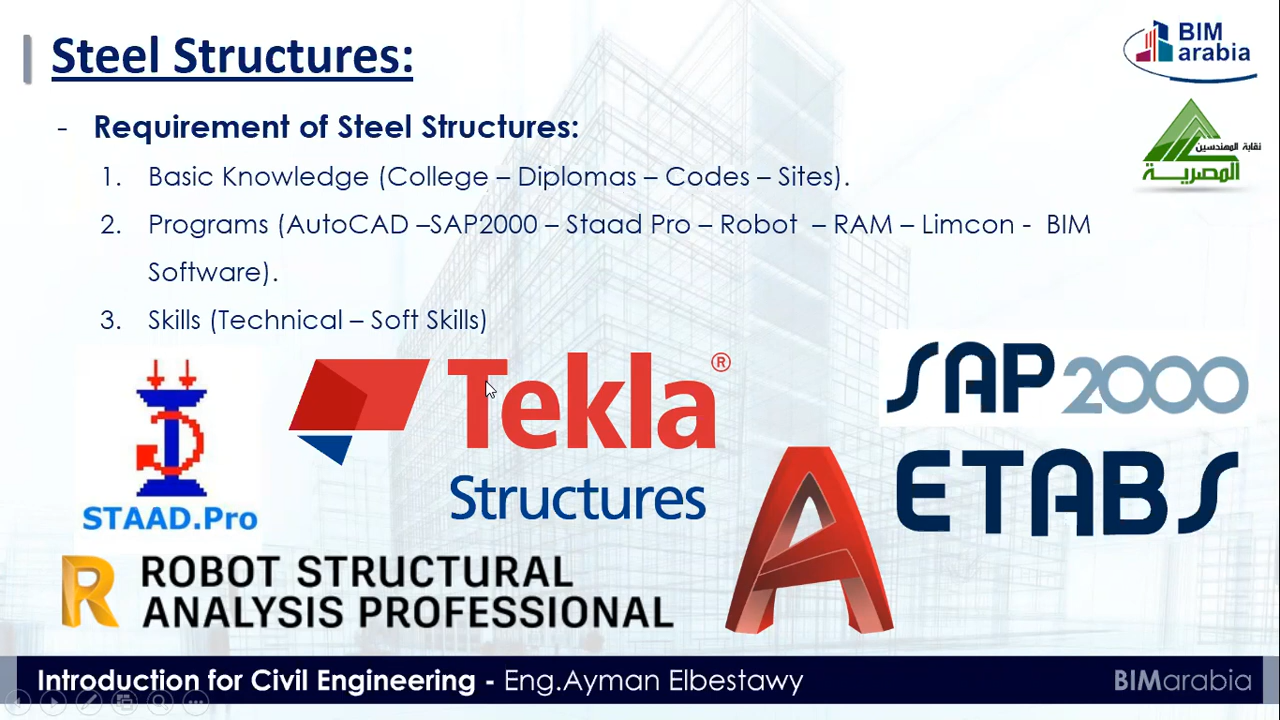 Steel Structures:
BIM
arabia
- Requirement of Steel Structures:
نقابة المهندسين
المصرية
1. Basic Knowledge (College – Diplomas – Codes – Sites).
2. Programs (AutoCAD –SAP2000 – Staad Pro – Robot – RAM – Limcon - BIM
Software).
3. Skills (Technical – Soft Skills)
Tekla®
Structures
SAP2000
ETABS
STAAD.Pro
ROBOT STRUCTURAL
ANALYSIS PROFESSIONAL
Introduction for Civil Engineering - Eng.Ayman Elbestawy
BIMarabia